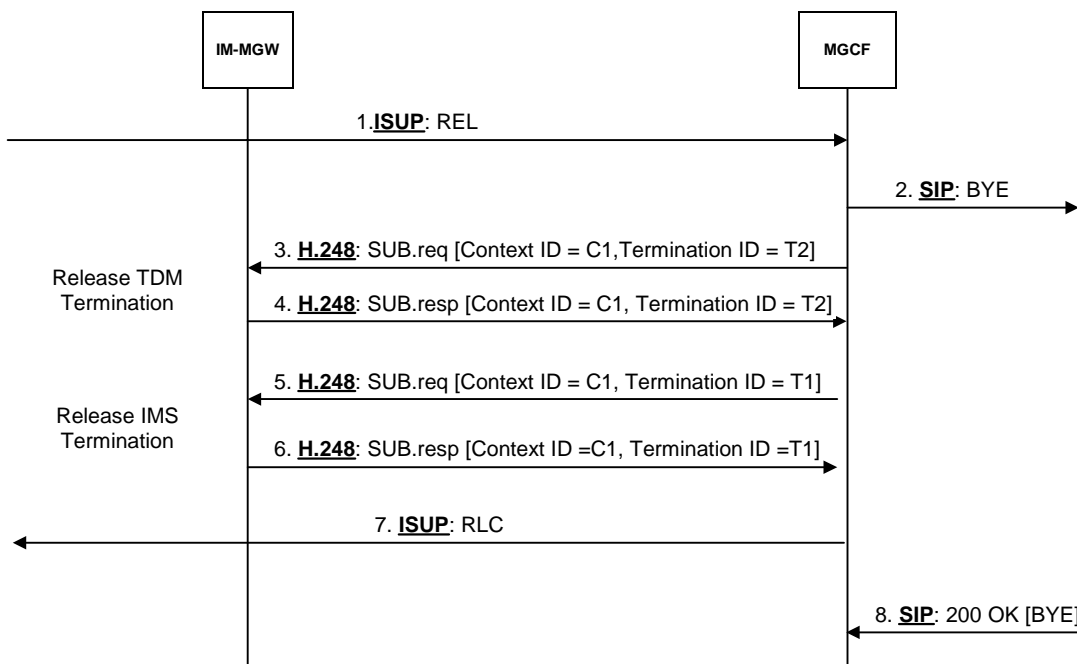 IM-MGW
MGCF
1.ISUP: REL
2. SIP: BYE
3. H.248: SUB.req [Context ID = C1,Termination ID = T2]
Release TDM
Termination
4. H.248: SUB.resp [Context ID = C1, Termination ID = T2]
5. H.248: SUB.req [Context ID = C1, Termination ID = T1]
Release IMS
Termination
6. H.248: SUB.resp [Context ID =C1, Termination ID =T1]
7. ISUP: RLC
8. SIP: 200 OK [BYE]